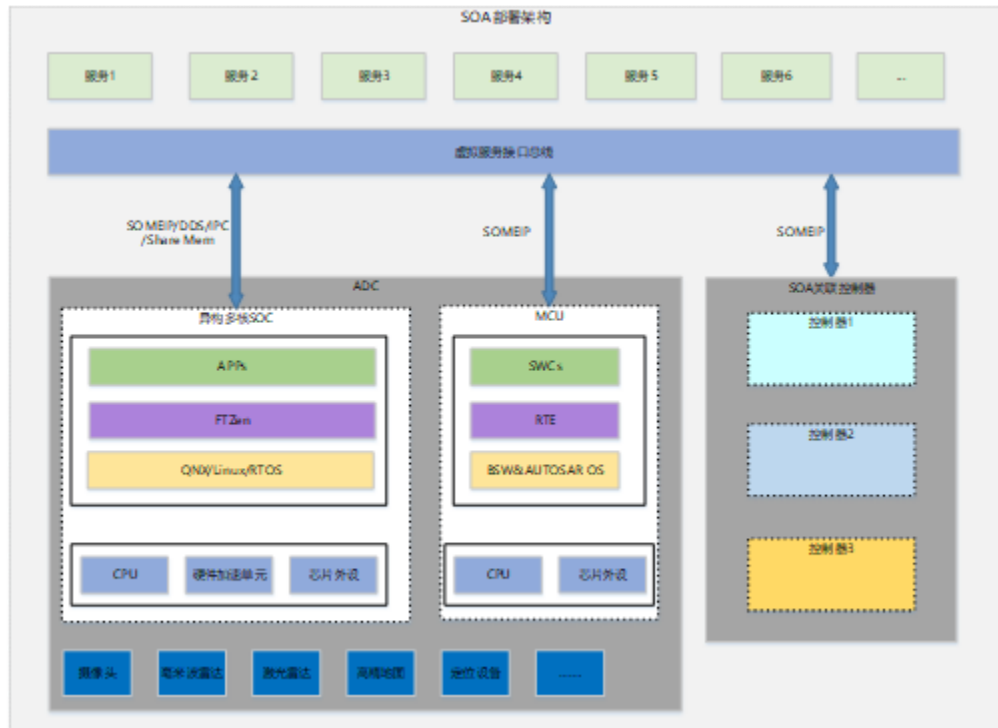 SOA部署架构
服务1
服务2
服务3
服务4
服务5
服务6
...
虚拟服务接口总线
SOMEIP/DDS/IPC
/Share Mem
SOMEIP
SOMEIP
ADC
SOA关联控制器
异构多核SOC
MCU
控制器1
APPs
SWCs
FTZen
RTE
控制器2
QNX/Linux/RTOS
BSW&AUTOSAR OS
控制器3
CPU
硬件加速单元
芯片外设
CPU
芯片外设
摄像头
毫米波雷达
激光雷达
高精地图
定位设备
......